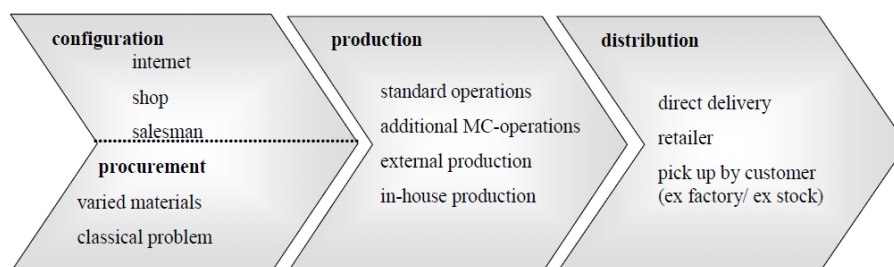 configuration
internet
shop
salesman
procurement
varied materials
classical problem
production
standard operations
additional MC-operations
external production
in-house production
distribution
direct delivery
retailer
pick up by customer
(ex factory/ ex stock)